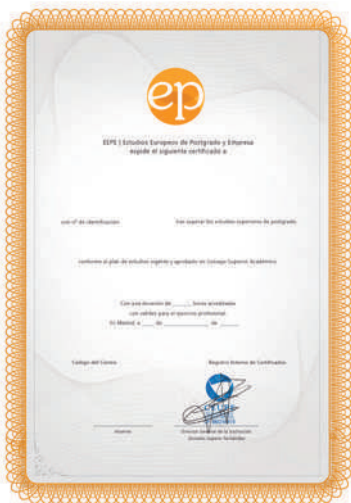 ep
EEPE | Estudios Europeos de Postgrado y Empresa
expide el siguiente certificado a
con nº de identificación
tras superar los estudios superiores de postgrado
conforme al plan de estudios vigente y aprobado en Consejo Superior Académico
Con una duración de ______ horas acreditadas
con validez para el ejercicio profesional.
En Madrid, a ____ de ____________ de ______
Código del Centro
Registro Interno de Certificados
Alumno
Director General de la Institución